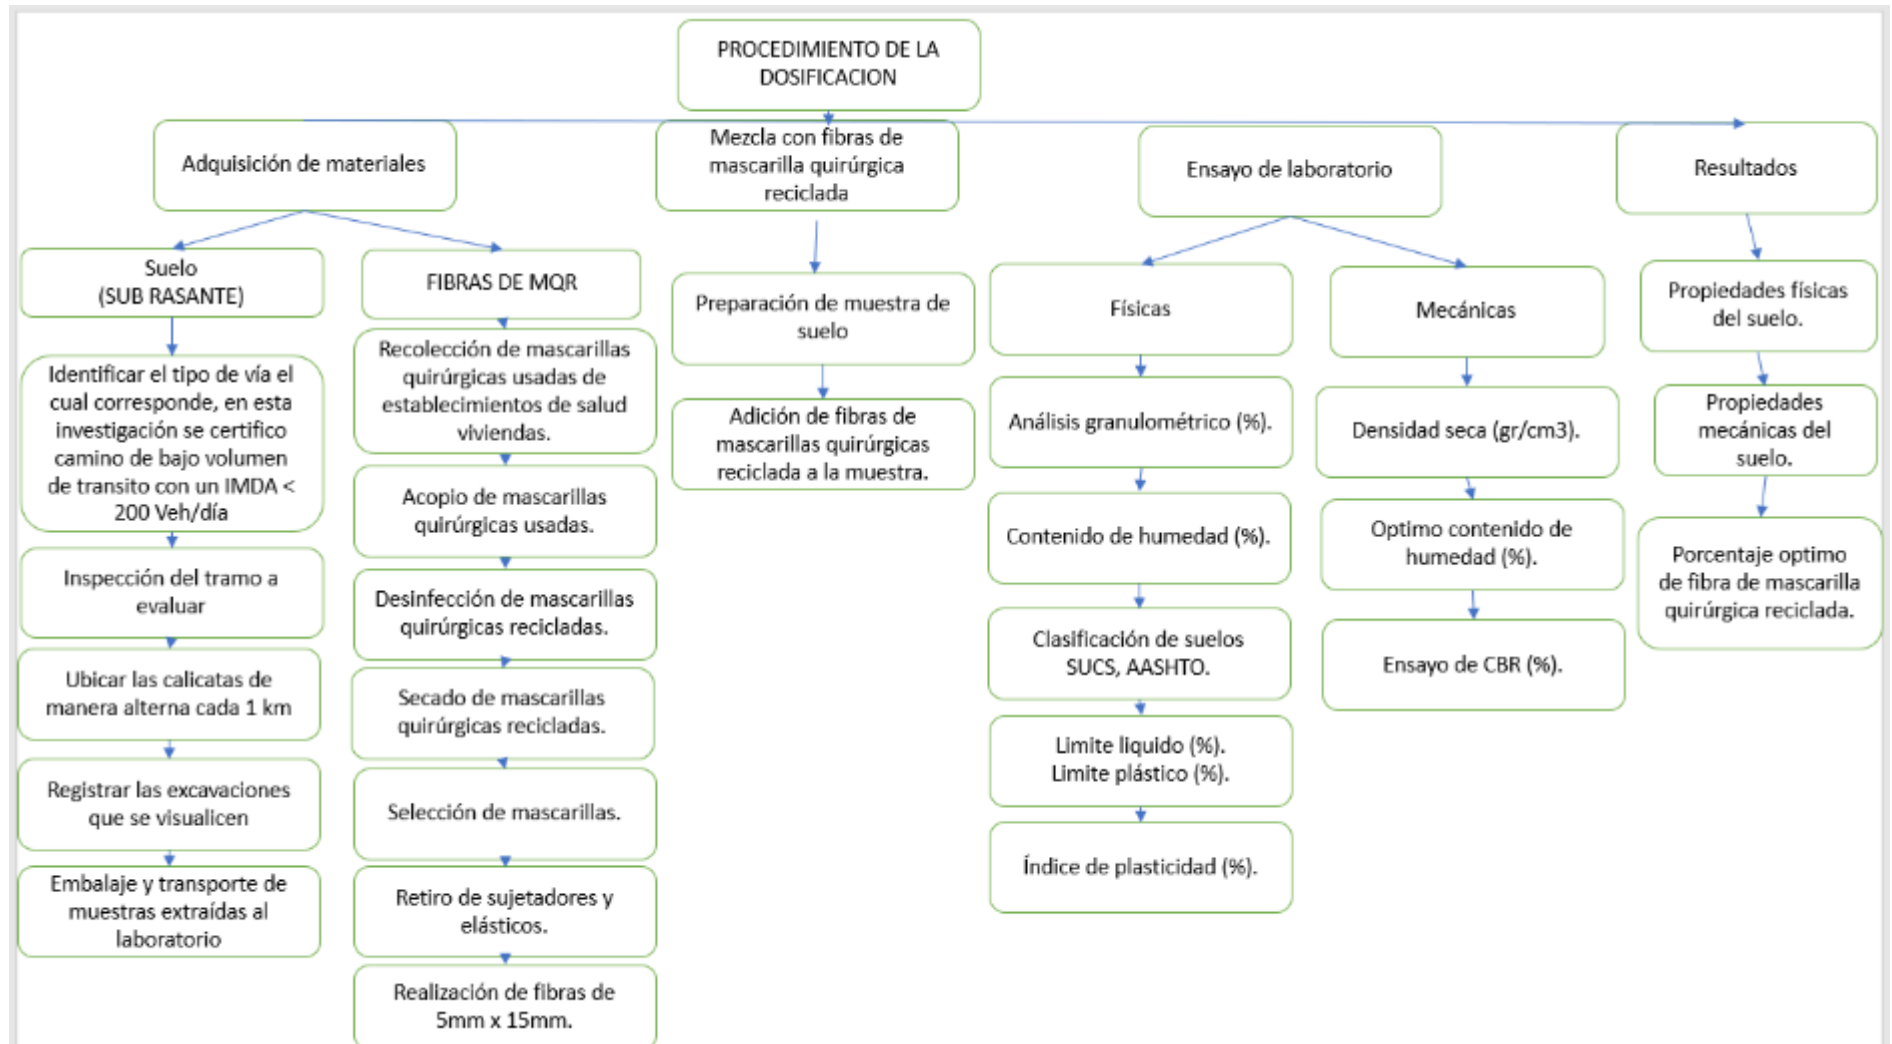 PROCEDIMIENTO DE LA
DOSIFICACION
Adquisición de materiales
Suelo
(SUB RASANTE)
Identificar el tipo de vía el
cual corresponde, en esta
investigación se certifico
camino de bajo volumen
de transito con un IMDA <
200 Veh/día
Inspección del tramo a
evaluar
Ubicar las calicatas de
manera alterna cada 1 km
Registrar las excavaciones
que se visualicen
Embalaje y transporte de
muestras extraídas al
laboratorio
FIBRAS DE MQR
Recolección de mascarillas
quirúrgicas usadas de
establecimientos de salud
viviendas.
Acopio de mascarillas
quirúrgicas usadas.
Desinfección de mascarillas
quirúrgicas recicladas.
Secado de mascarillas
quirúrgicas recicladas.
Selección de mascarillas.
Retiro de sujetadores y
elásticos.
Realización de fibras de
5mm x 15mm.
Mezcla con fibras de
mascarilla quirúrgica
reciclada
Preparación de muestra de
suelo
Adición de fibras de
mascarillas quirúrgicas
reciclada a la muestra.
Ensayo de laboratorio
Físicas
Análisis granulométrico (%).
Contenido de humedad (%).
Clasificación de suelos
SUCS, AASHTO.
Limite liquido (%).
Limite plástico (%).
Índice de plasticidad (%).
Mecánicas
Densidad seca (gr/cm3).
Optimo contenido de
humedad (%).
Ensayo de CBR (%).
Resultados
Propiedades físicas
del suelo.
Propiedades
mecánicas del
suelo.
Porcentaje optimo
de fibra de mascarilla
quirúrgica reciclada.